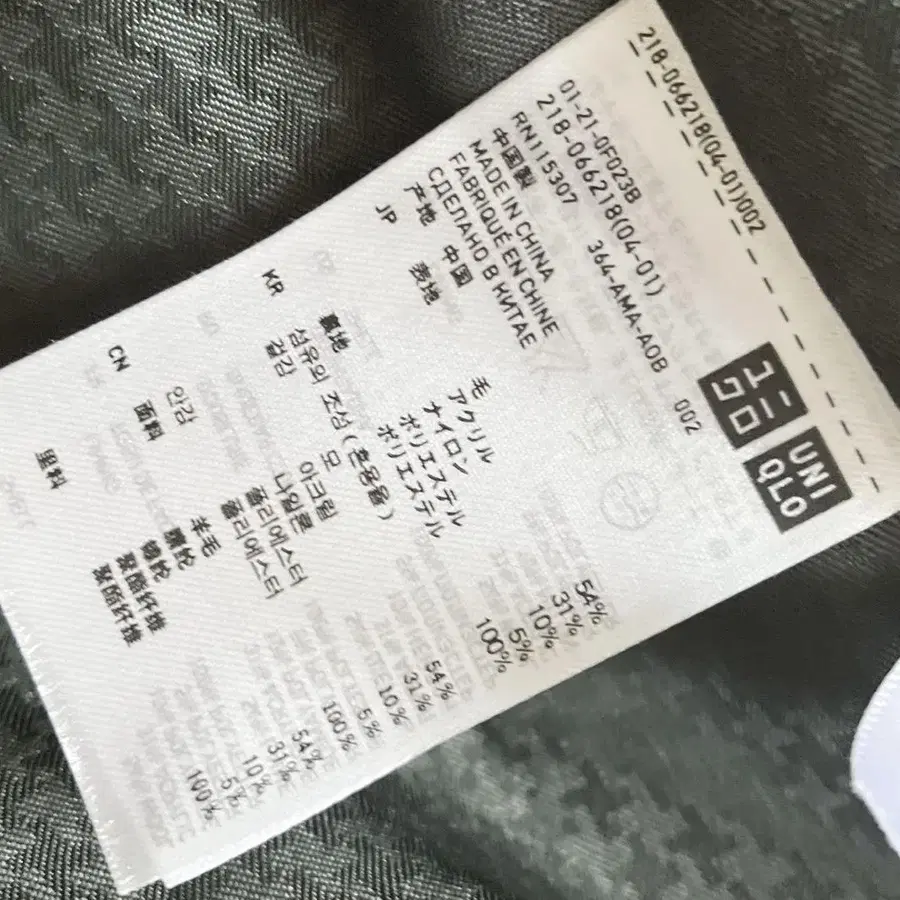 218-066218(04-01)002
ユニ
クロ
UNI
QLO
002
01-21-0F023B 364-AMA-AOB
218-066218(04-01)
RN115307
中国製
MADE IN CHINA
FABRIQUÉ EN CHINE
СДЕЛАНО В КИТАЕ
产地 中国
JP 表地 毛 54%
アクリル 31%
ナイロン 10%
ポリエステル 5%
裏地 ポリエステル 100%
KR 섬유의 조성 ( 혼용율 )
겉감 모 54%
아크릴 31%
나일론 10%
폴리에스터 5%
안감 폴리에스터 100%
CN 面料 羊毛 54%
腈纶 31%
锦纶 10%
聚酯纤维 5%
里料 聚酯纤维 100%